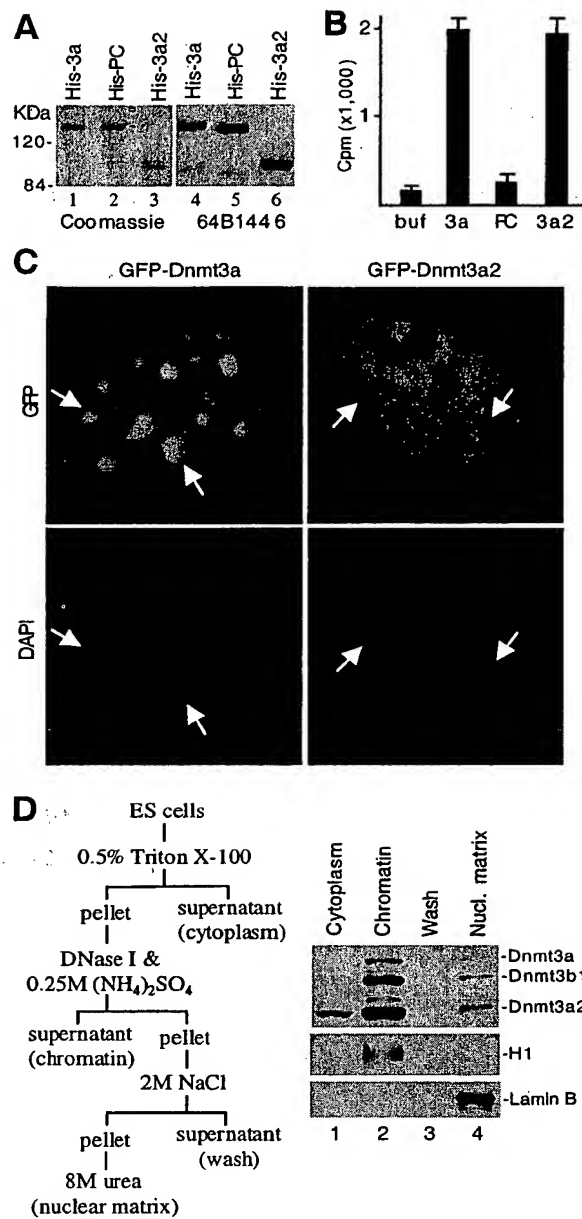 A
His-3a
His-PC
His-3a2
His-3a
His-PC
His-3a2
KDa
120-
84-
1 2 3 4 5 6
Coomassie 64B1446
B
Cpm (x1,000)
2
1
buf 3a PC 3a2
C
GFP-Dnmt3a GFP-Dnmt3a2
GFP
DAPI
D
ES cells
0.5% Triton X-100
pellet supernatant
(cytoplasm)
DNase I &
0.25M (NH₄)₂SO₄
supernatant pellet
(chromatin)
2M NaCl
pellet supernatant
(wash)
8M urea
(nuclear matrix)
Cytoplasm
Chromatin
Wash
Nucl. matrix
-Dnmt3a
-Dnmt3b1
-Dnmt3a2
-H1
-Lamin B
1 2 3 4